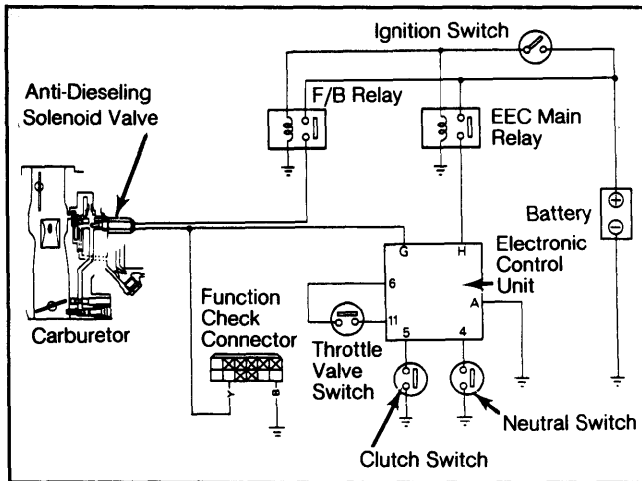 Ignition Switch
Anti-Dieseling
Solenoid Valve
F/B Relay
EEC Main
Relay
Battery
G
H
Electronic
Control
Unit
6
A
11
Function
Check
Connector
Carburetor
Throttle
Valve
Switch
5
4
Y
B
Neutral Switch
Clutch Switch